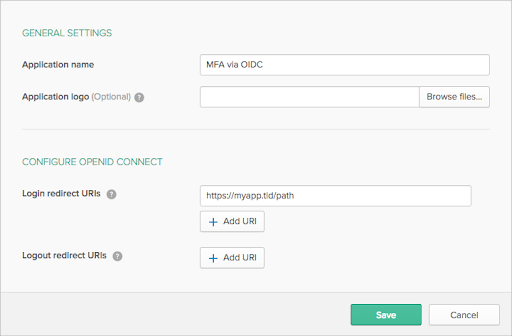 GENERAL SETTINGS
Application name MFA via OIDC
Application logo (Optional) ? Browse files...
CONFIGURE OPENID CONNECT
Login redirect URIs ? https://myapp.tld/path
+ Add URI
Logout redirect URIs ? + Add URI
Save Cancel